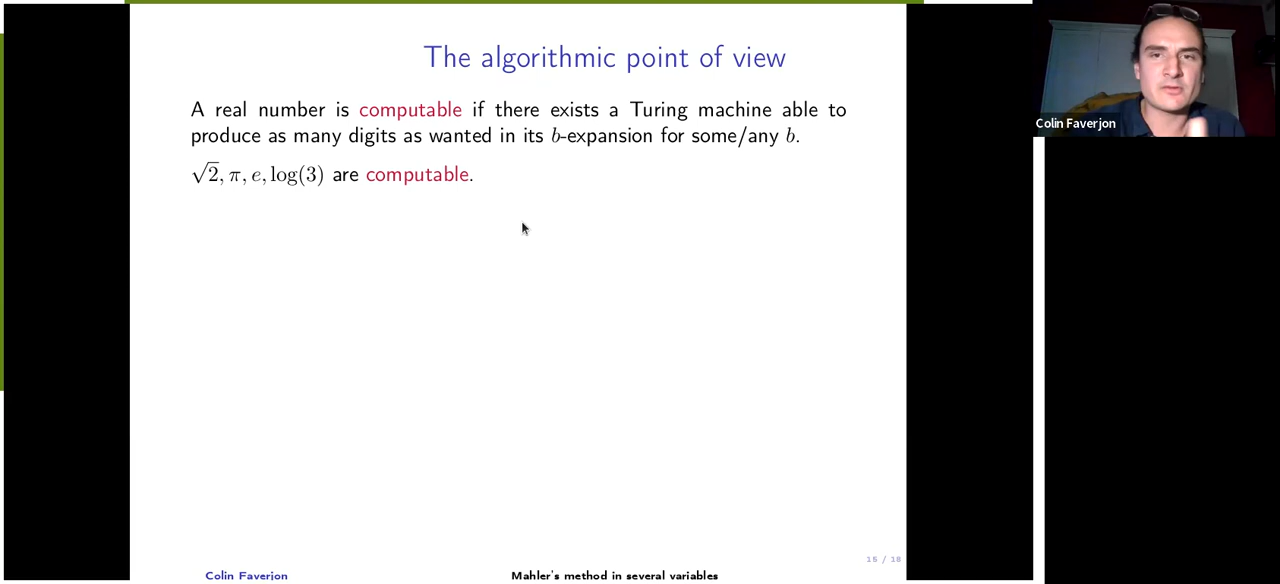 The algorithmic point of view
A real number is computable if there exists a Turing machine able to
produce as many digits as wanted in its b-expansion for some/any b.
√2, π, e, log(3) are computable.
15 / 18
Colin Faverjon
Mahler's method in several variables
Colin Faverjon